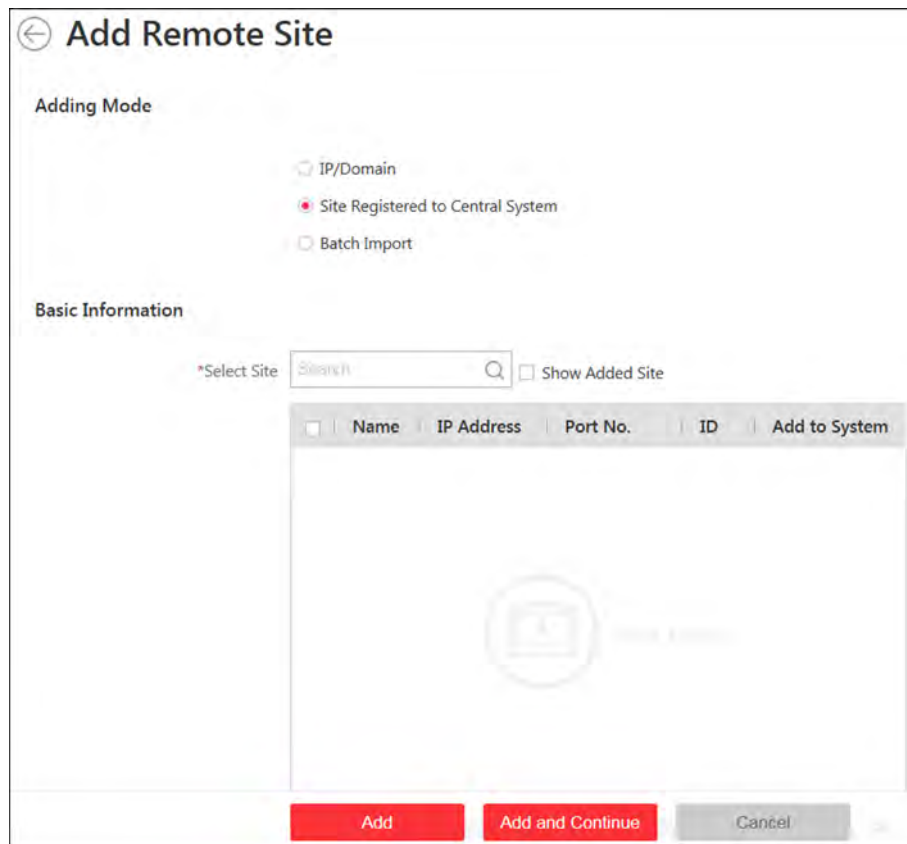 Add Remote Site
Adding Mode
IP/Domain
Site Registered to Central System
Batch Import
Basic Information
*Select Site Search Show Added Site
Name IP Address Port No. ID Add to System
Add Add and Continue Cancel